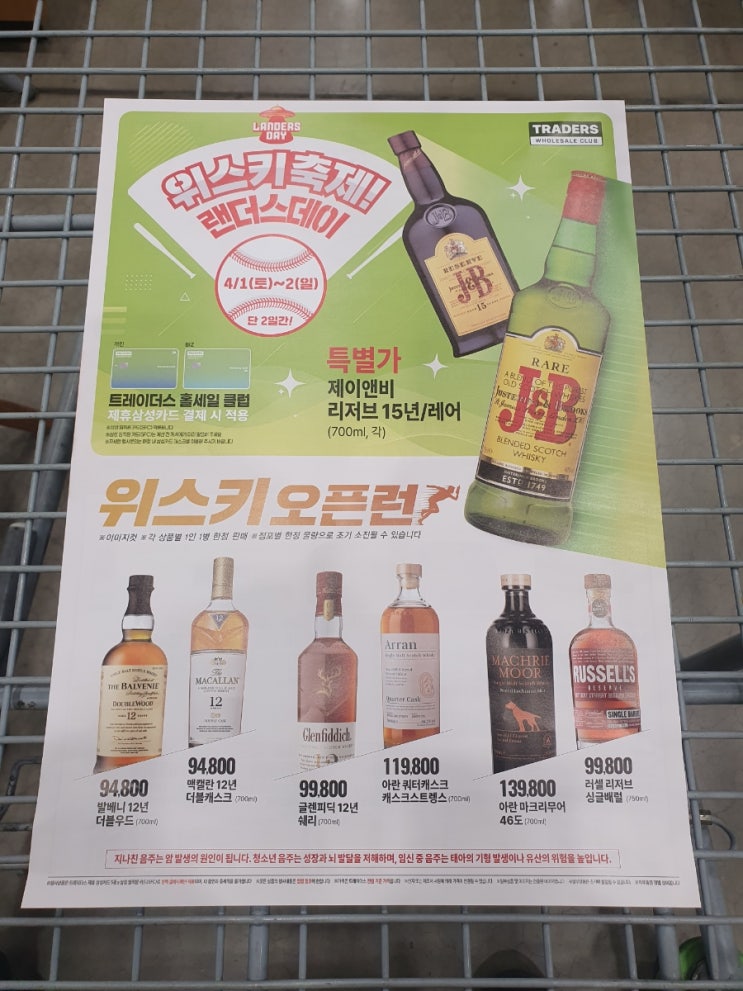 LANDERS
DAY
TRADERS
WHOLESALE CLUB
위스키 축제!
랜더스데이
4/1(토)~2(일)
단 2일간!
J&B
RESERVE
J&B
15
트레이더스 홀세일 클럽
제휴삼성카드 결제 시 적용
특별가
제이앤비
리저브 15년/레어
(700ml, 각)
RARE
J&B
BLENDED SCOTCH
WHISKY
ESTD 1749
위스키오픈런
※이미지컷 ※각 상품별 1인 1병 한정 판매 ※점포별 한정 물량으로 조기 소진될 수 있습니다
THE BALVENIE
DOUBLEWOOD
AGED 12 YEARS
The
MACALLAN
12
Glenfiddich
Arran
Single Malt Scotch Whisky
Quarter Cask
MACHRIE
MOOR
RUSSELL'S
RESERVE
SINGLE BARREL
94,800
발베니 12년
더블우드 (700ml)
94,800
맥캘란 12년
더블캐스크 (700ml)
99,800
글렌피딕 12년
쉐리 (700ml)
119,800
아란 쿼터캐스크
캐스크스트렝스 (700ml)
139,800
아란 마크리무어
46도 (700ml)
99,800
러셀 리저브
싱글배럴 (750ml)
지나친 음주는 암 발생의 원인이 됩니다. 청소년 음주는 성장과 뇌 발달을 저해하며, 임신 중 음주는 태아의 기형 발생이나 유산의 위험을 높입니다.